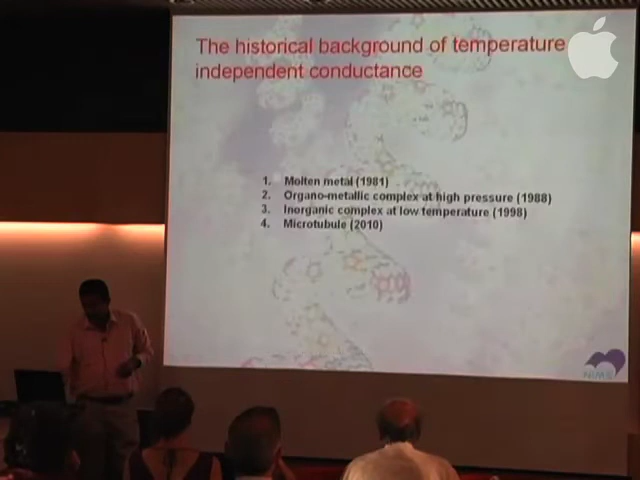 The historical background of temperature
independent conductance
1. Molten metal (1981)
2. Organo-metallic complex at high pressure (1988)
3. Inorganic complex at low temperature (1998)
4. Microtubule (2010)
NIMS